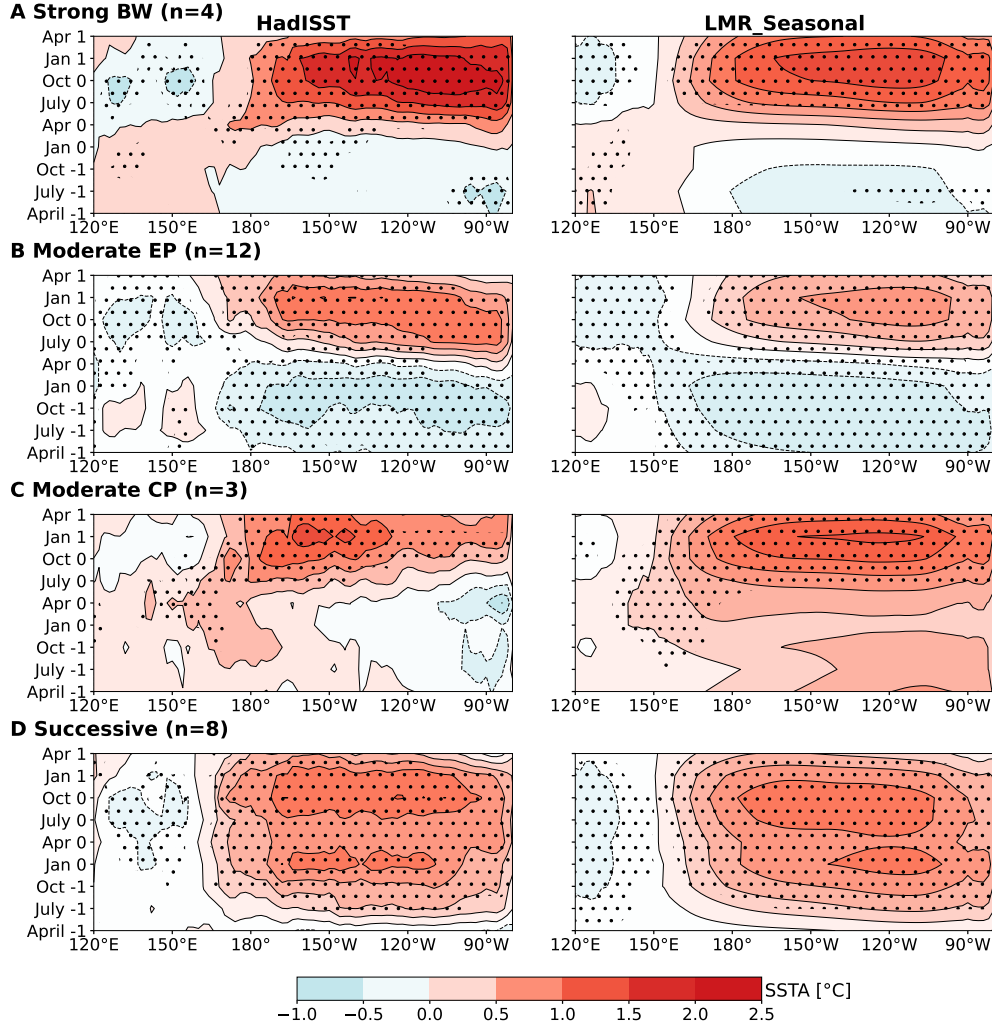 A Strong BW (n=4)
HadISST
LMR_Seasonal
Apr 1
Jan 1
Oct 0
July 0
Apr 0
Jan 0
Oct -1
July -1
April -1
120°E 150°E 180° 150°W 120°W 90°W
120°E 150°E 180° 150°W 120°W 90°W
B Moderate EP (n=12)
Apr 1
Jan 1
Oct 0
July 0
Apr 0
Jan 0
Oct -1
July -1
April -1
120°E 150°E 180° 150°W 120°W 90°W
120°E 150°E 180° 150°W 120°W 90°W
C Moderate CP (n=3)
Apr 1
Jan 1
Oct 0
July 0
Apr 0
Jan 0
Oct -1
July -1
April -1
120°E 150°E 180° 150°W 120°W 90°W
120°E 150°E 180° 150°W 120°W 90°W
D Successive (n=8)
Apr 1
Jan 1
Oct 0
July 0
Apr 0
Jan 0
Oct -1
July -1
April -1
120°E 150°E 180° 150°W 120°W 90°W
120°E 150°E 180° 150°W 120°W 90°W
SSTA [°C]
−1.0 −0.5 0.0 0.5 1.0 1.5 2.0 2.5